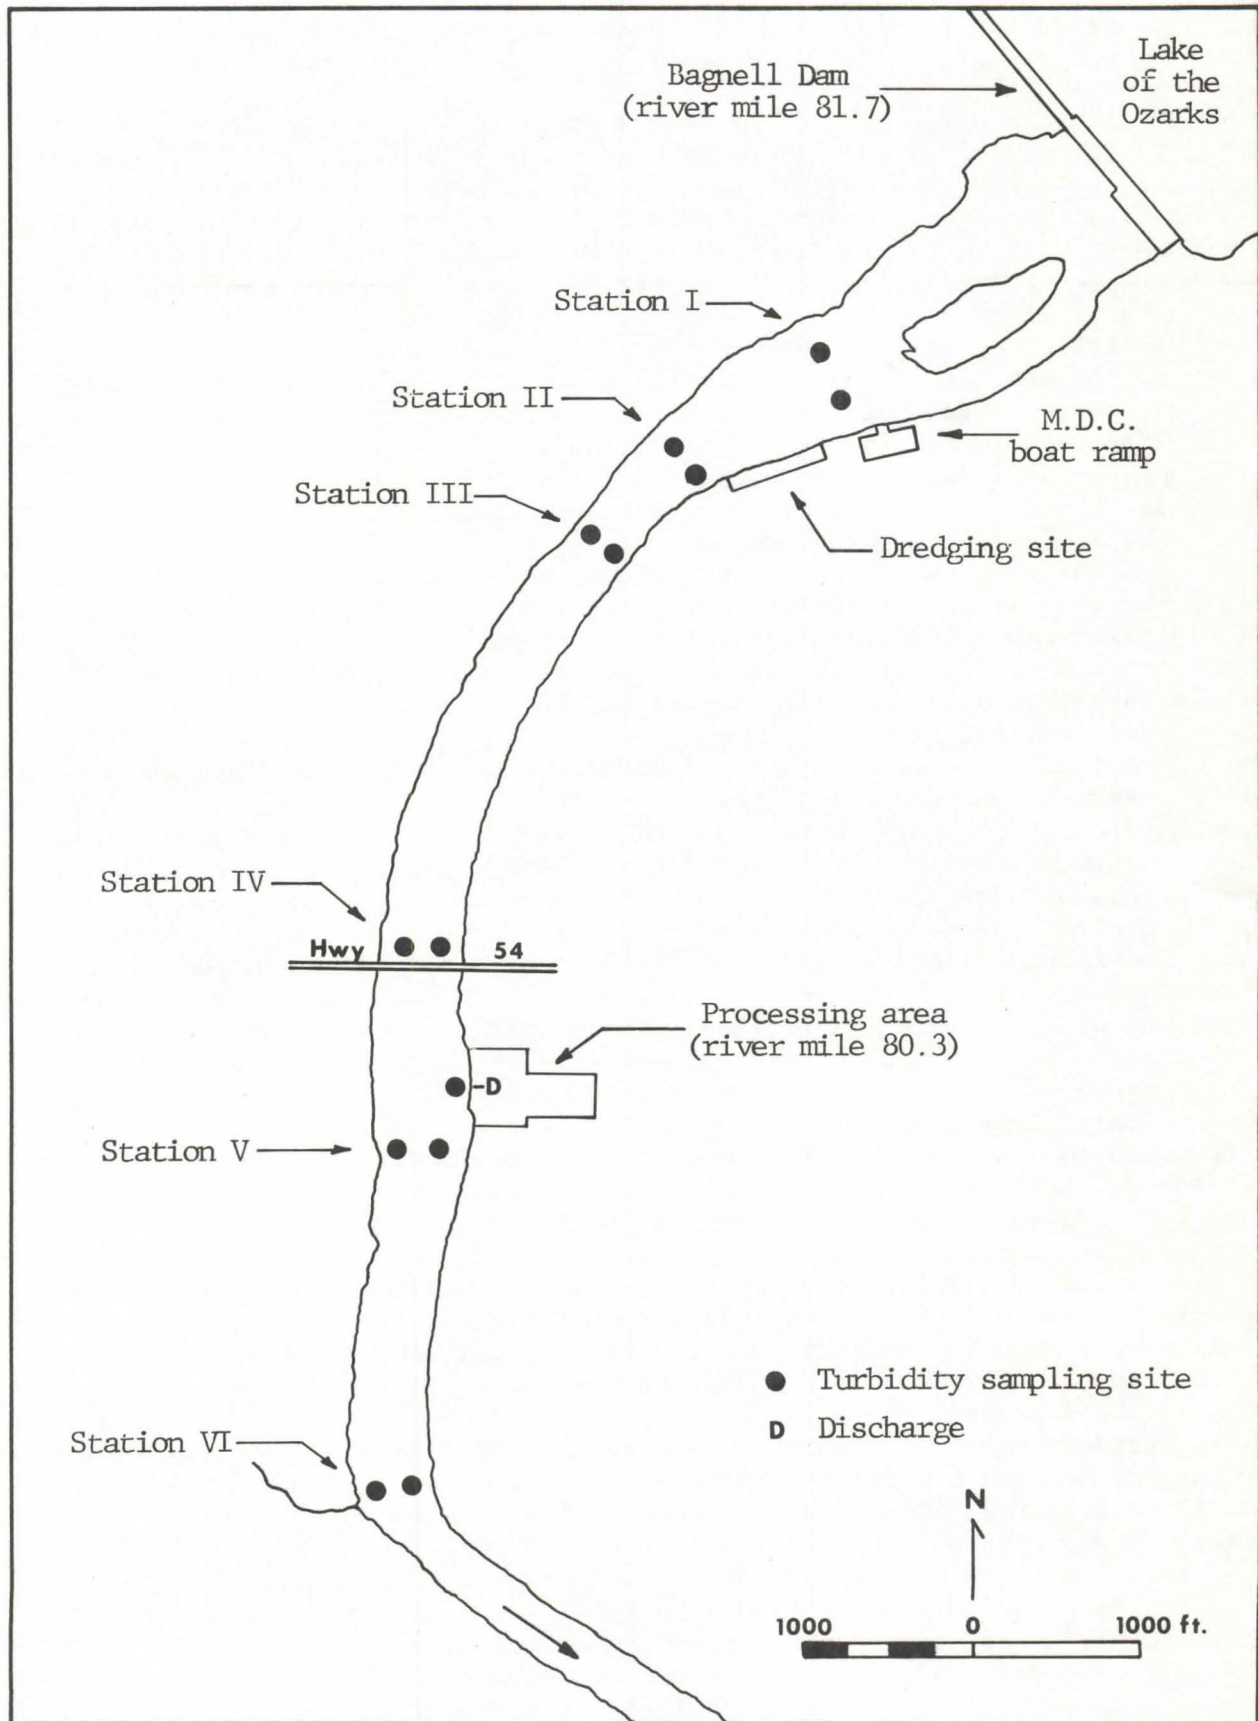 Bagnell Dam
(river mile 81.7)
Lake
of the
Ozarks
Station I
Station II
M.D.C.
boat ramp
Station III
Dredging site
Station IV
Hwy 54
Processing area
(river mile 80.3)
-D
Station V
Turbidity sampling site
D Discharge
Station VI
N
1000 0 1000 ft.